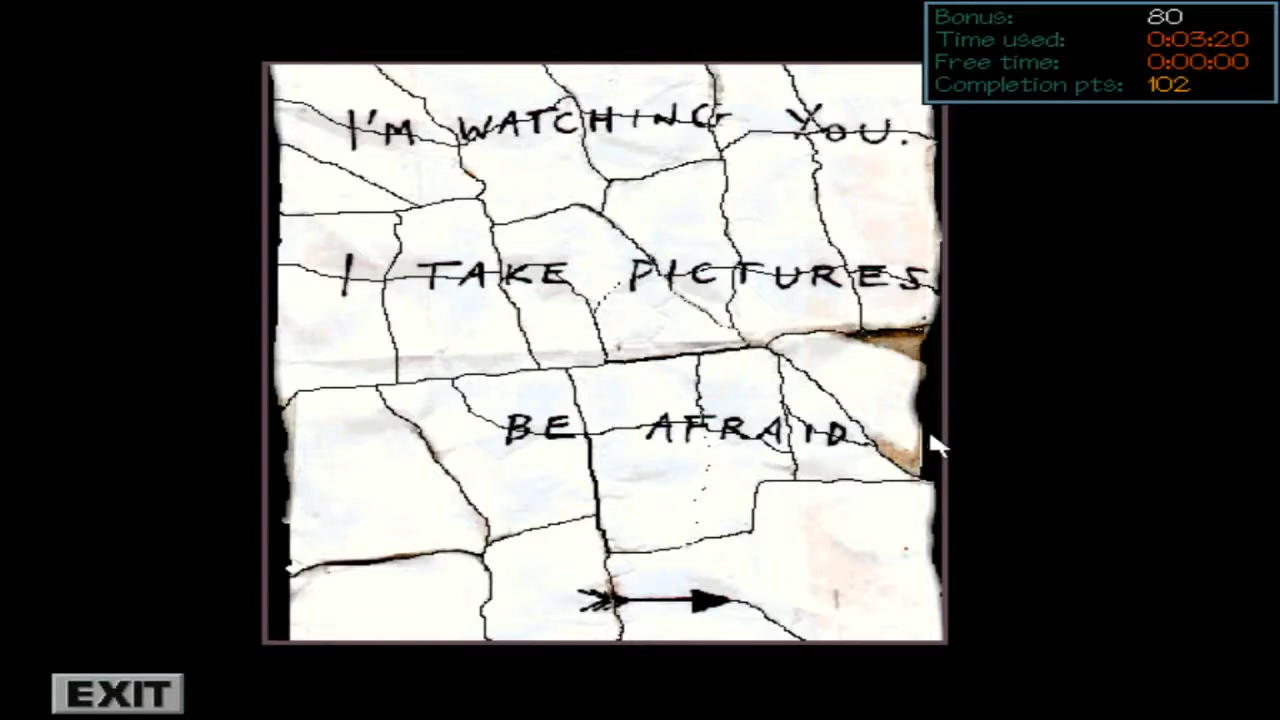 Bonus: 80
Time used: 0:03:20
Free time: 0:00:00
Completion pts: 102
I'M WATCHING YOU.
I TAKE PICTURES
BE AFRAID
EXIT